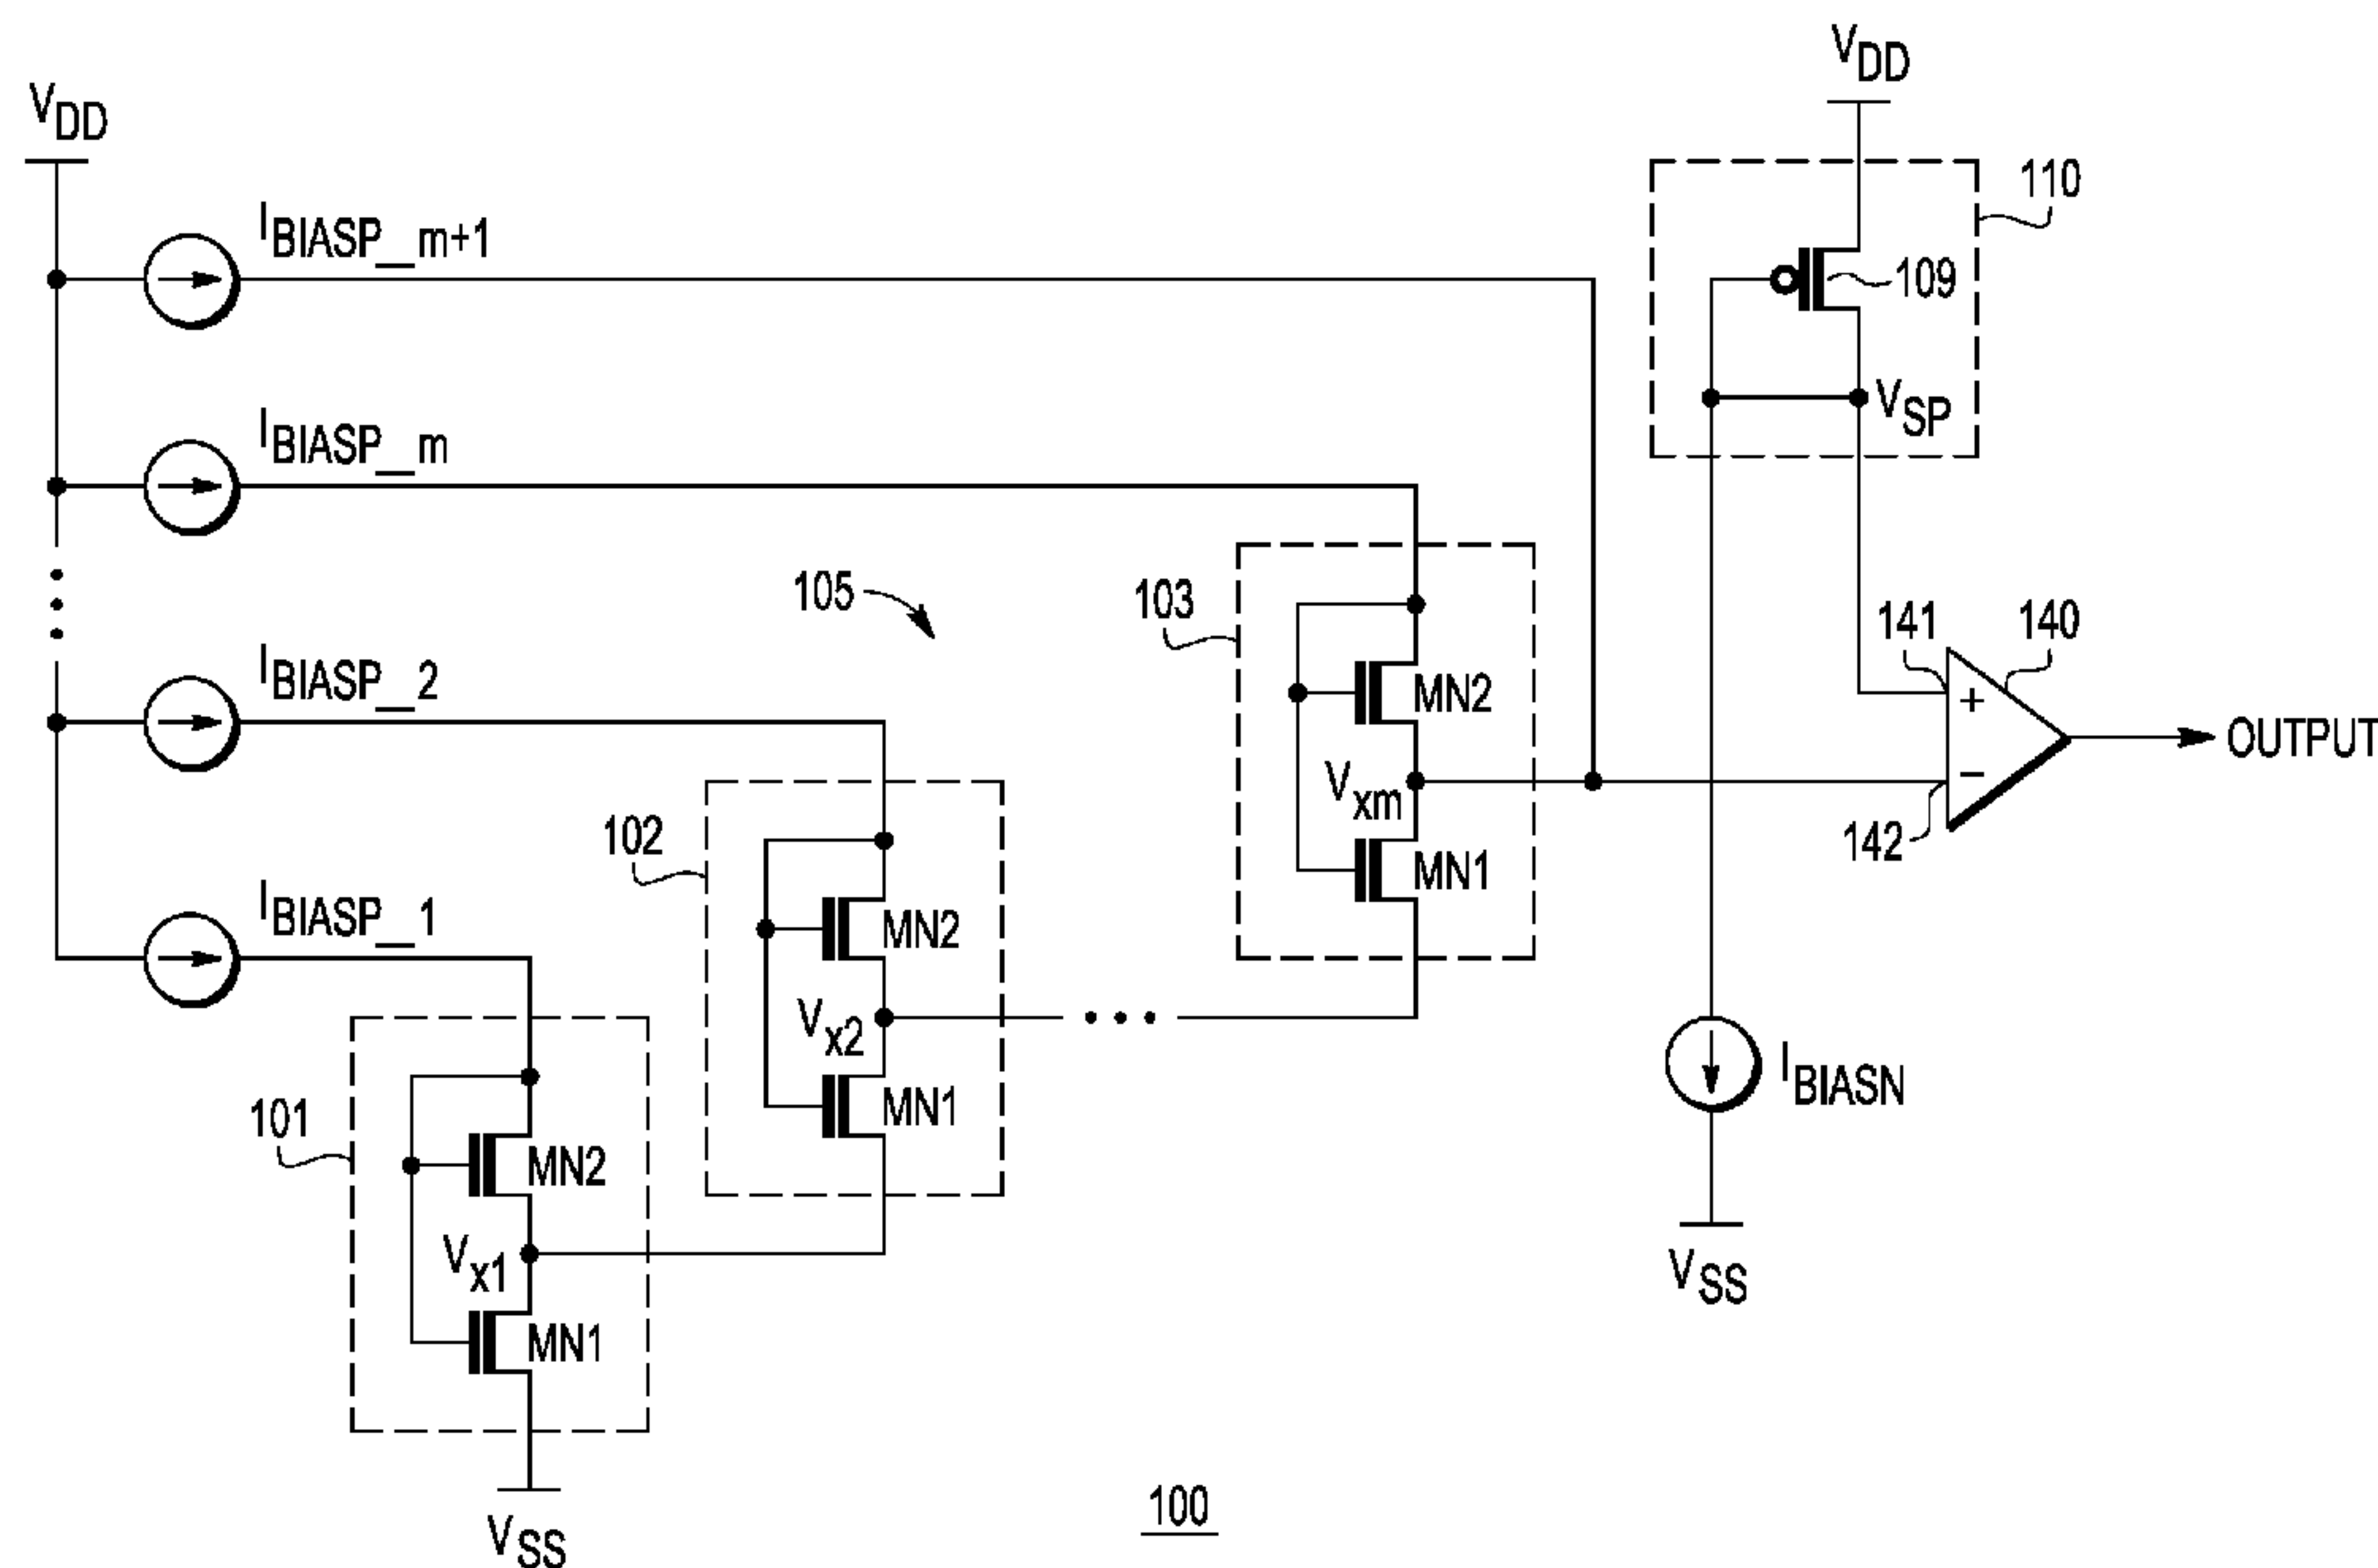 VDD
VDD
IBIASP_m+1
110
109
VSP
IBIASP_m
105
103
141
140
IBIASP_2
MN2
+
OUTPUT
Vxm
−
102
142
MN1
IBIASP_1
MN2
Vx2
IBIASN
101
MN1
MN2
Vx1
VSS
MN1
100
VSS